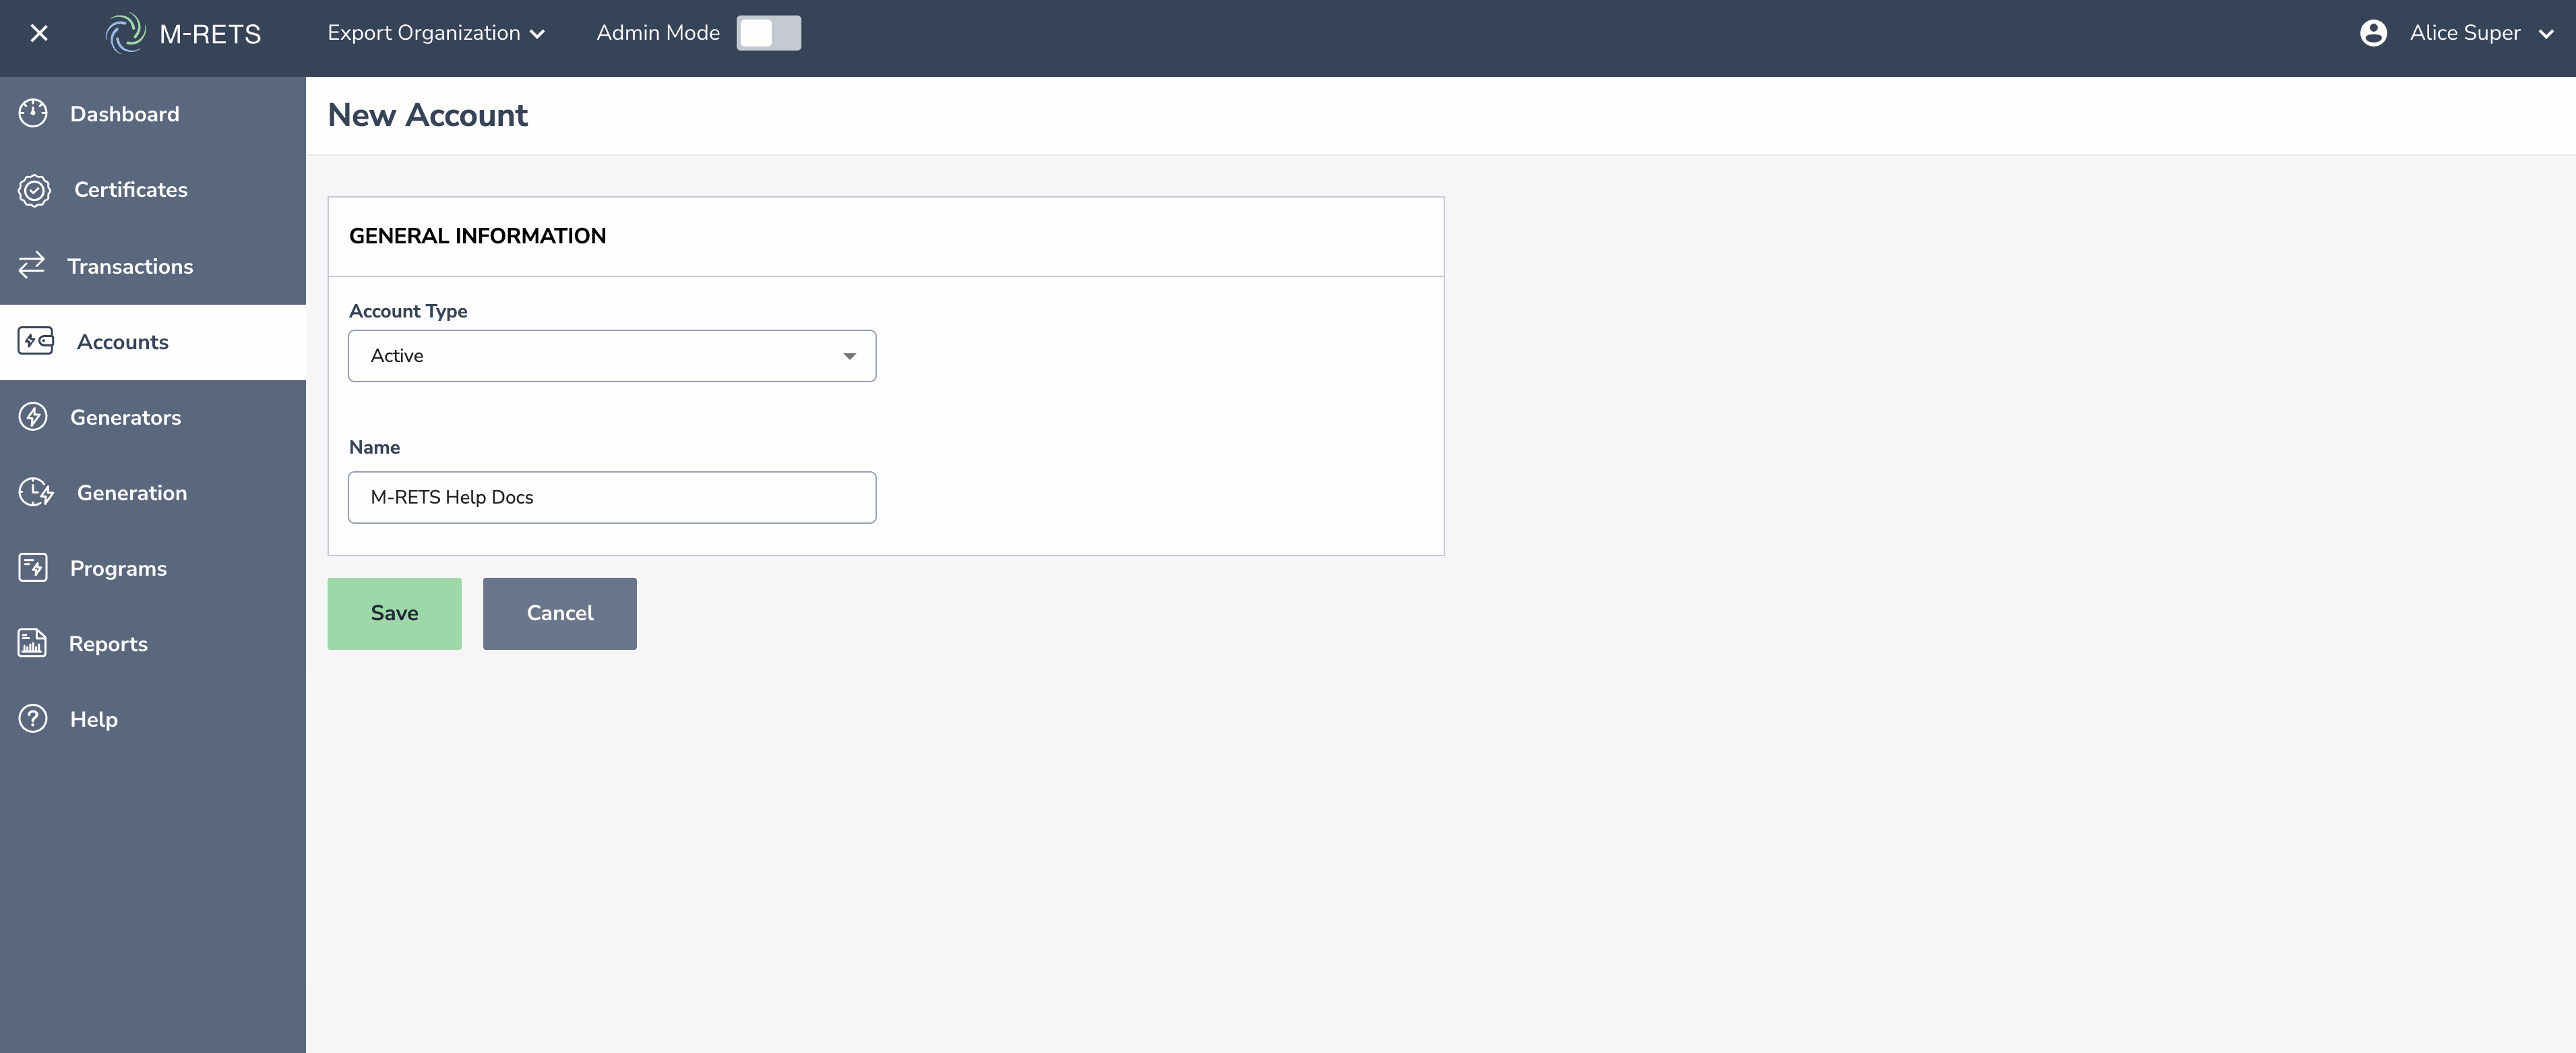 M-RETS
Export Organization
Admin Mode
Alice Super
Dashboard
Certificates
Transactions
Accounts
Generators
Generation
Programs
Reports
Help
New Account
GENERAL INFORMATION
Account Type
Active
Name
M-RETS Help Docs
Save
Cancel